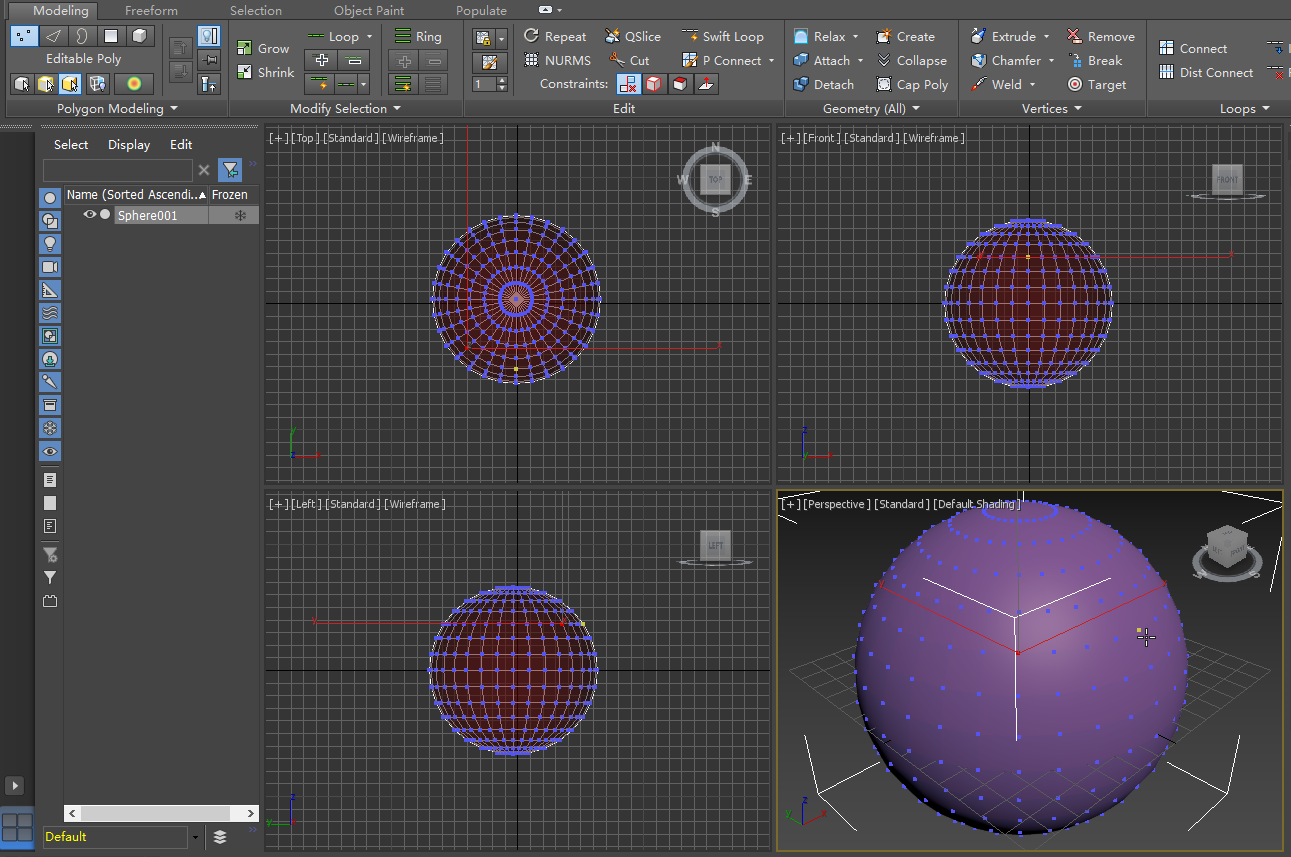 Modeling Freeform Selection Object Paint Populate
Loop Ring Repeat QSlice Swift Loop Relax Create Extrude Remove
Grow NURMS Cut P Connect Attach Collapse Chamfer Break Connect
Editable Poly
Shrink 1 Constraints: Detach Cap Poly Weld Target Dist Connect
Polygon Modeling Modify Selection Edit Geometry (All) Vertices Loops
Select Display Edit
Name (Sorted Ascendi... Frozen
Sphere001
Default
[+] [Top] [Standard] [Wireframe]
N
W TOP E
S
x
y
z x
[+] [Front] [Standard] [Wireframe]
FRONT
x
z
y x
[+] [Left] [Standard] [Wireframe]
LEFT
y
z
y
[+] [Perspective] [Standard] [Default Shading]
W S
z
y x